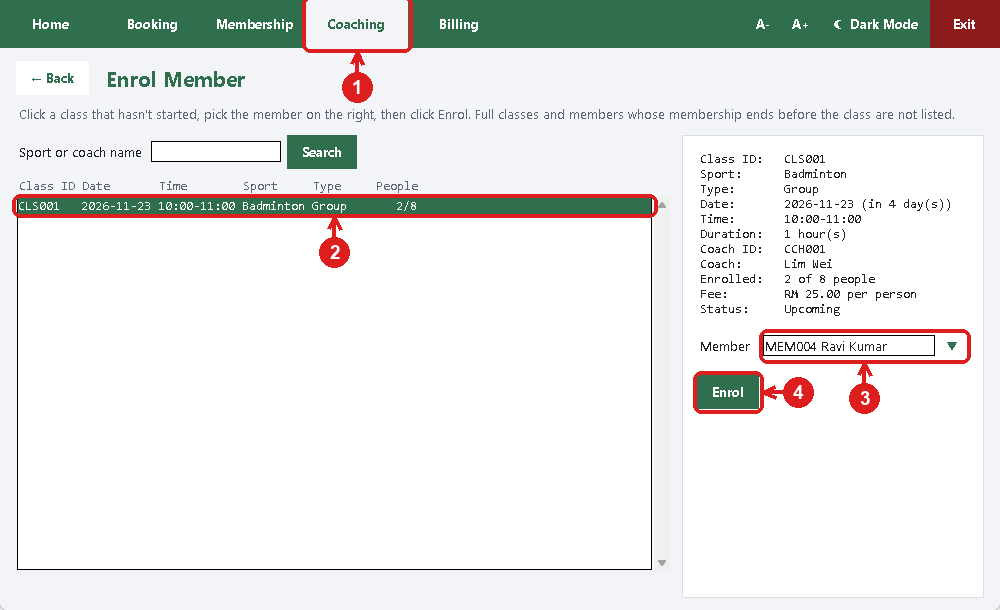 Home Booking Membership Coaching Billing A- A+ ☾ Dark Mode Exit
1
← Back Enrol Member
Click a class that hasn't started, pick the member on the right, then click Enrol. Full classes and members whose membership ends before the class are not listed.
Sport or coach name Search
Class ID Date Time Sport Type People
CLS001 2026-11-23 10:00-11:00 Badminton Group 2/8
2
Class ID: CLS001
Sport: Badminton
Type: Group
Date: 2026-11-23 (in 4 day(s))
Time: 10:00-11:00
Duration: 1 hour(s)
Coach ID: CCH001
Coach: Lim Wei
Enrolled: 2 of 8 people
Fee: RM 25.00 per person
Status: Upcoming
Member MEM004 Ravi Kumar ▼
3
Enrol 4